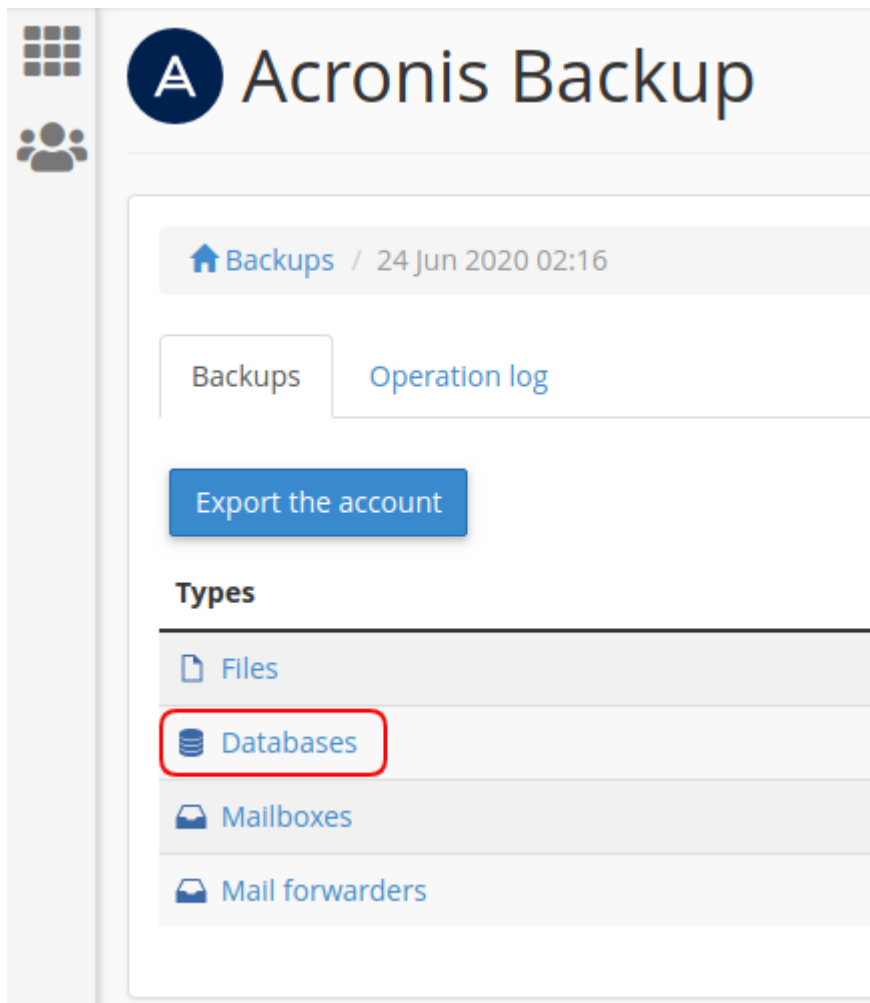 Acronis Backup
Backups / 24 Jun 2020 02:16
Backups Operation log
Export the account
Types
Files
Databases
Mailboxes
Mail forwarders